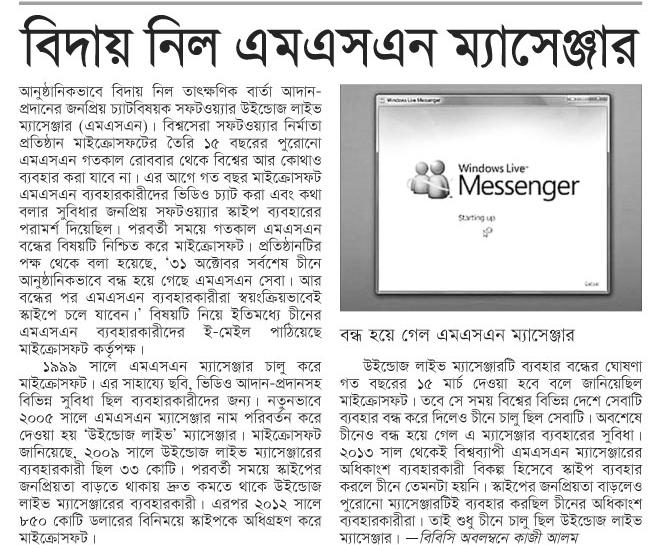 বিদায় নিল এমএসএন ম্যাসেঞ্জার
আনুষ্ঠানিকভাবে বিদায় নিল তাৎক্ষণিক বার্তা আদান-
প্রদানের জনপ্রিয় চ্যাটবিষয়ক সফটওয়্যার উইন্ডোজ লাইভ
ম্যাসেঞ্জার (এমএসএন)। বিশ্বসেরা সফটওয়্যার নির্মাতা
প্রতিষ্ঠান মাইক্রোসফটের তৈরি ১৫ বছরের পুরোনো
এমএসএন গতকাল রোববার থেকে বিশ্বের আর কোথাও
ব্যবহার করা যাবে না। এর আগে গত বছর মাইক্রোসফট
এমএসএন ব্যবহারকারীদের ভিডিও চ্যাট করা এবং কথা
বলার সুবিধার জনপ্রিয় সফটওয়্যার স্কাইপ ব্যবহারের
পরামর্শ দিয়েছিল। পরবর্তী সময়ে গতকাল এমএসএন
বন্ধের বিষয়টি নিশ্চিত করে মাইক্রোসফট। প্রতিষ্ঠানটির
পক্ষ থেকে বলা হয়েছে, ‘৩১ অক্টোবর সর্বশেষ চীনে
আনুষ্ঠানিকভাবে বন্ধ হয়ে গেছে এমএসএন সেবা। আর
বন্ধের পর এমএসএন ব্যবহারকারীরা স্বয়ংক্রিয়ভাবেই
স্কাইপে চলে যাবেন।’ বিষয়টি নিয়ে ইতিমধ্যে চীনের
এমএসএন ব্যবহারকারীদের ই-মেইল পাঠিয়েছে
মাইক্রোসফট কর্তৃপক্ষ।
১৯৯৯ সালে এমএসএন ম্যাসেঞ্জার চালু করে
মাইক্রোসফট। এর সাহায্যে ছবি, ভিডিও আদান-প্রদানসহ
বিভিন্ন সুবিধা ছিল ব্যবহারকারীদের জন্য। নতুনভাবে
২০০৫ সালে এমএসএন ম্যাসেঞ্জার নাম পরিবর্তন করে
দেওয়া হয় ‘উইন্ডোজ লাইভ’ ম্যাসেঞ্জার। মাইক্রোসফট
জানিয়েছে, ২০০৯ সালে উইন্ডোজ লাইভ ম্যাসেঞ্জারের
ব্যবহারকারী ছিল ৩৩ কোটি। পরবর্তী সময়ে স্কাইপের
জনপ্রিয়তা বাড়তে থাকায় দ্রুত কমতে থাকে উইন্ডোজ
লাইভ ম্যাসেঞ্জারের ব্যবহারকারী। এরপর ২০১২ সালে
৮৫০ কোটি ডলারের বিনিময়ে স্কাইপকে অধিগ্রহণ করে
মাইক্রোসফট।
Windows Live Messenger
Windows Live™
Messenger
Starting up
Cancel
বন্ধ হয়ে গেল এমএসএন ম্যাসেঞ্জার
উইন্ডোজ লাইভ ম্যাসেঞ্জারটি ব্যবহার বন্ধের ঘোষণা
গত বছরের ১৫ মার্চ দেওয়া হবে বলে জানিয়েছিল
মাইক্রোসফট। তবে সে সময় বিশ্বের বিভিন্ন দেশে সেবাটি
ব্যবহার বন্ধ করে দিলেও চীনে চালু ছিল সেবাটি। অবশেষে
চীনেও বন্ধ হয়ে গেল এ ম্যাসেঞ্জার ব্যবহারের সুবিধা।
২০১৩ সাল থেকেই বিশ্বব্যাপী এমএসএন ম্যাসেঞ্জারের
অধিকাংশ ব্যবহারকারী বিকল্প হিসেবে স্কাইপ ব্যবহার
করলে চীনে তেমনটা হয়নি। স্কাইপের জনপ্রিয়তা বাড়লেও
পুরোনো ম্যাসেঞ্জারটিই ব্যবহার করছিল চীনের অধিকাংশ
ব্যবহারকারীরা। তাই শুধু চীনে চালু ছিল উইন্ডোজ লাইভ
ম্যাসেঞ্জার। —বিবিসি অবলম্বনে কাজী আলম